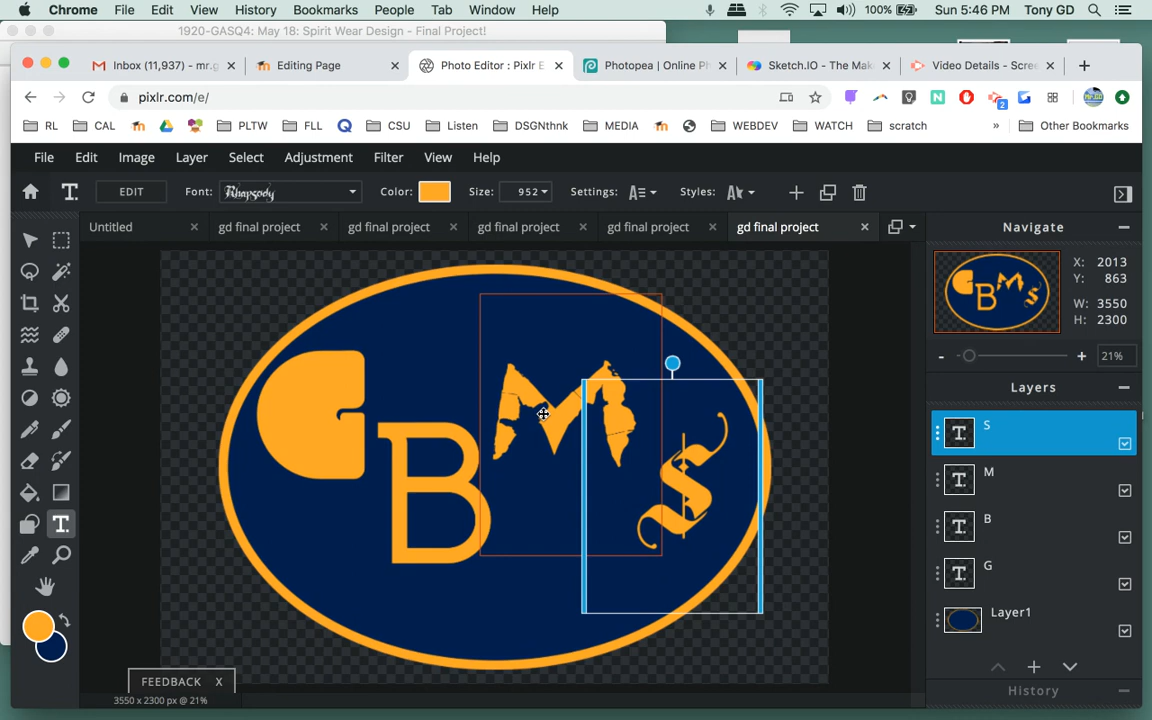 Chrome File Edit View History Bookmarks People Tab Window Help 100% Sun 5:46 PM Tony GD
1920-GASQ4: May 18: Spirit Wear Design - Final Project!
Inbox (11,937) - mr.g × Editing Page × Photo Editor : Pixlr E × Photopea | Online Ph × Sketch.IO - The Mak × Video Details - Scree × +
pixlr.com/e/ 2
RL CAL PLTW FLL CSU Listen DSGNthnk MEDIA WEBDEV WATCH scratch » Other Bookmarks
File Edit Image Layer Select Adjustment Filter View Help
T. EDIT Font: Rhapsody Color: Size: 952 Settings: Styles:
Untitled × gd final project × gd final project × gd final project × gd final project × gd final project × Navigate
X: 2013
Y: 863
W: 3550
H: 2300
- + 21%
Layers
S
M
B
G
Layer1
G B M S
FEEDBACK X
3550 x 2300 px @ 21%
History